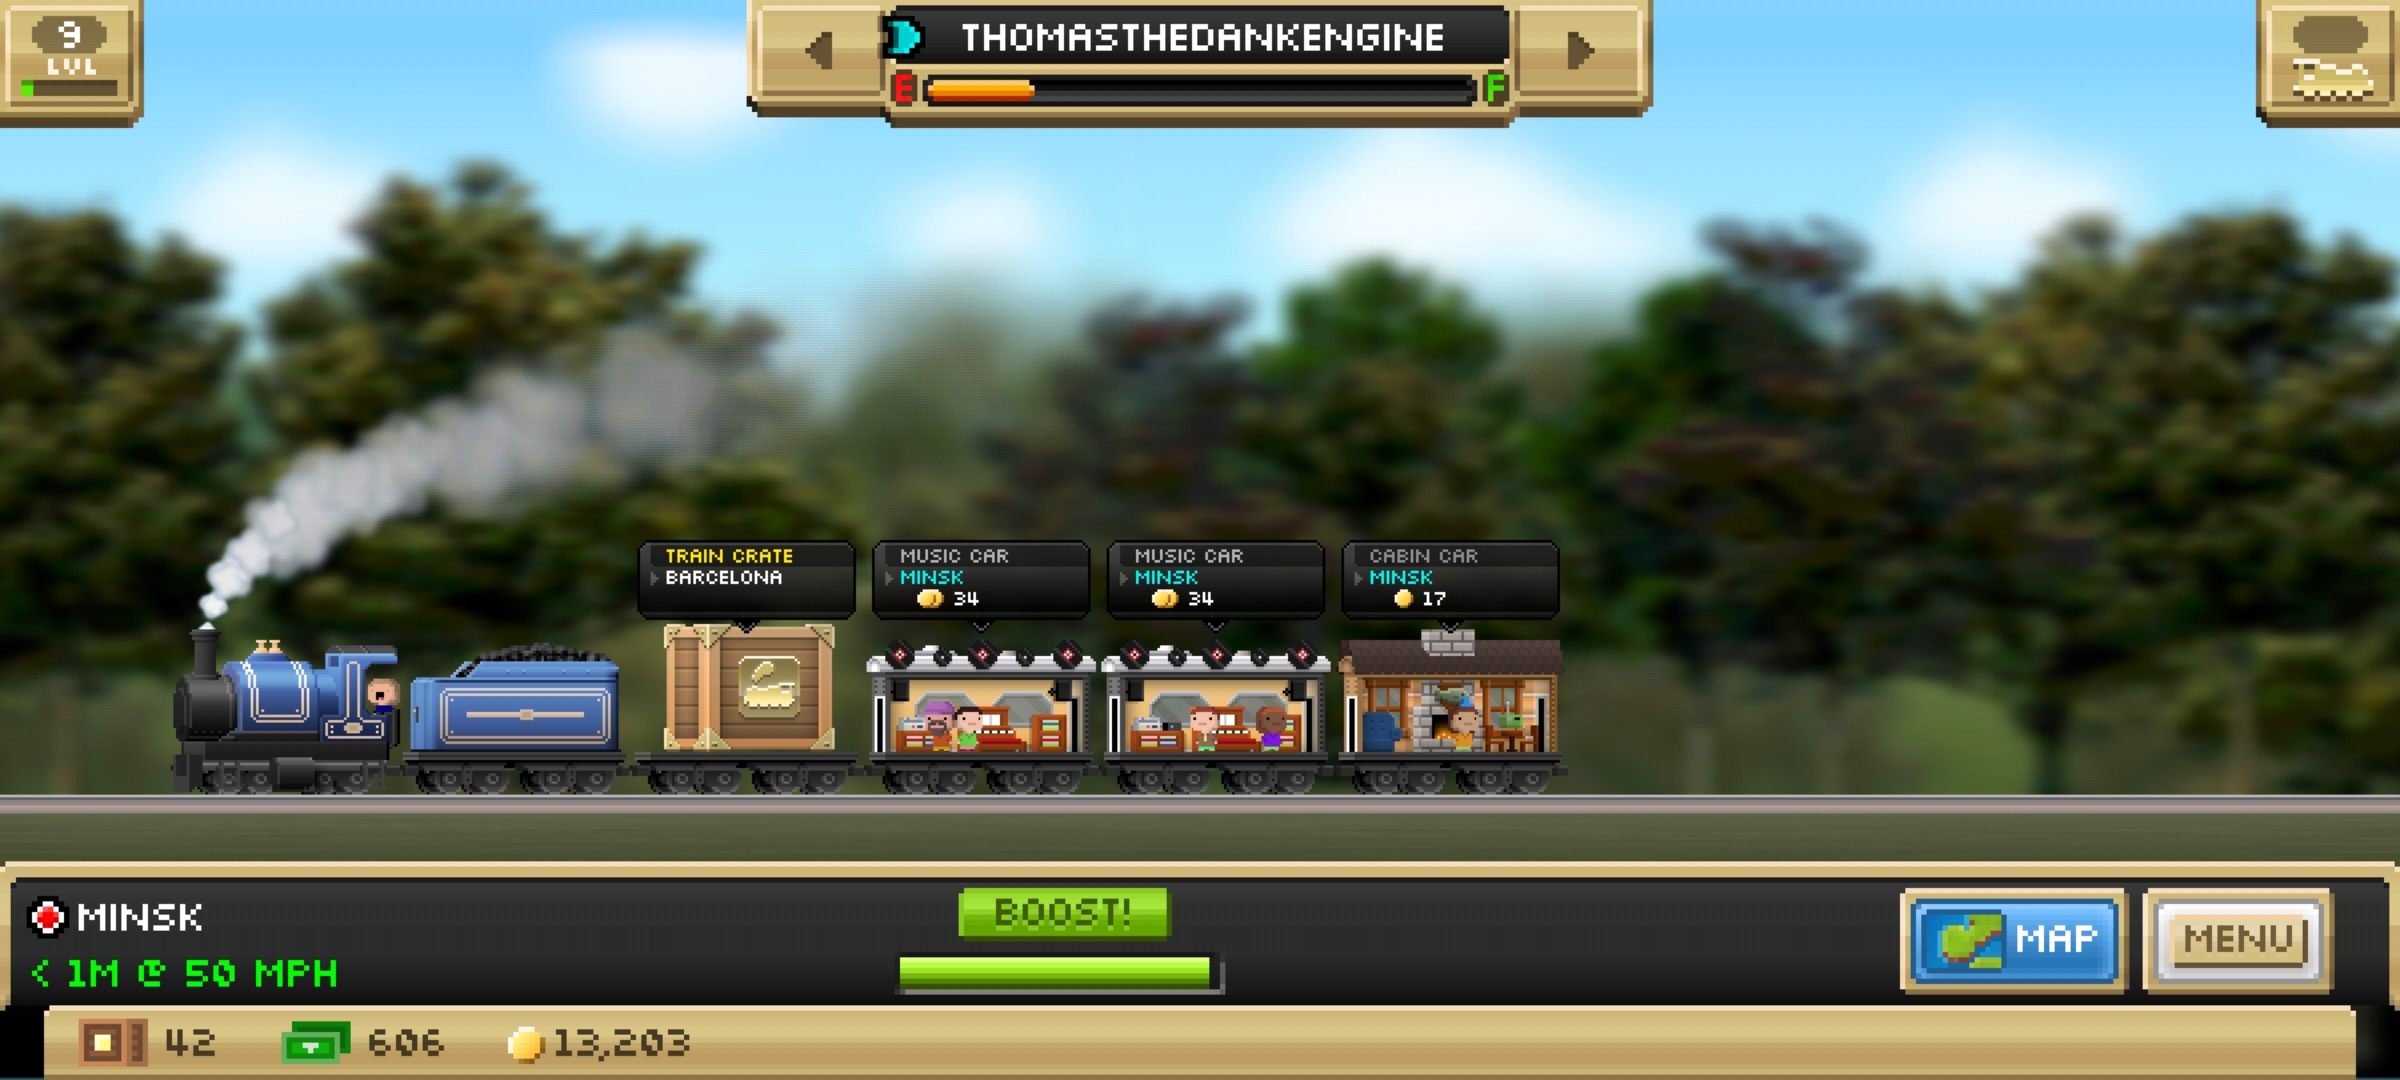 9
LVL
THOMASTHEDANKENGINE
E F
TRAIN CRATE
BARCELONA
MUSIC CAR
MINSK
34
MUSIC CAR
MINSK
34
CABIN CAR
MINSK
17
MINSK
< 1M @ 50 MPH
BOOST!
MAP
MENU
42
606
13,203